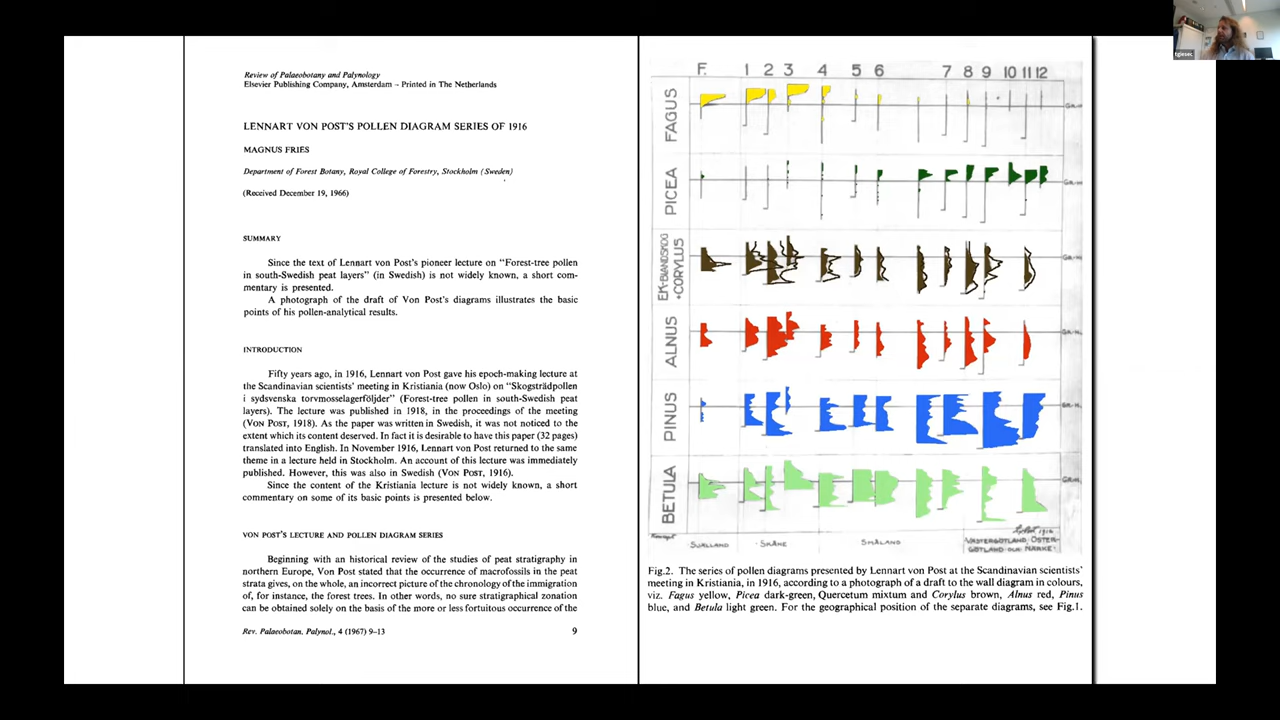 Review of Palaeobotany and Palynology
Elsevier Publishing Company, Amsterdam – Printed in The Netherlands
LENNART VON POST'S POLLEN DIAGRAM SERIES OF 1916
MAGNUS FRIES
Department of Forest Botany, Royal College of Forestry, Stockholm (Sweden)
(Received December 19, 1966)
SUMMARY
Since the text of Lennart von Post's pioneer lecture on "Forest-tree pollen
in south-Swedish peat layers" (in Swedish) is not widely known, a short com-
mentary is presented.
A photograph of the draft of Von Post's diagrams illustrates the basic
points of his pollen-analytical results.
INTRODUCTION
Fifty years ago, in 1916, Lennart von Post gave his epoch-making lecture at
the Scandinavian scientists' meeting in Kristiania (now Oslo) on "Skogsträdpollen
i sydsvenska torvmosselagerföljder" (Forest-tree pollen in south-Swedish peat
layers). The lecture was published in 1918, in the proceedings of the meeting
(VON POST, 1918). As the paper was written in Swedish, it was not noticed to the
extent which its content deserved. In fact it is desirable to have this paper (32 pages)
translated into English. In November 1916, Lennart von Post returned to the same
theme in a lecture held in Stockholm. An account of this lecture was immediately
published. However, this was also in Swedish (VON POST, 1916).
Since the content of the Kristiania lecture is not widely known, a short
commentary on some of its basic points is presented below.
VON POST'S LECTURE AND POLLEN DIAGRAM SERIES
Beginning with an historical review of the studies of peat stratigraphy in
northern Europe, Von Post stated that the occurrence of macrofossils in the peat
strata gives, on the whole, an incorrect picture of the chronology of the immigration
of, for instance, the forest trees. In other words, no sure stratigraphical zonation
can be obtained solely on the basis of the more or less fortuitous occurrence of the
Rev. Palaeobotan. Palynol., 4 (1967) 9–13 9
F. 1 2 3 4 5 6 7 8 9 10 11 12
FAGUS
PICEA
EK-BLANDSKOG
+CORYLUS
ALNUS
PINUS
BETULA
SJÆLLAND SKÅNE SMÅLAND VÄSTERGÖTLAND, ÖSTER-
GÖTLAND OCH NÄRKE
Fig.2. The series of pollen diagrams presented by Lennart von Post at the Scandinavian scientists'
meeting in Kristiania, in 1916, according to a photograph of a draft to the wall diagram in colours,
viz. Fagus yellow, Picea dark-green, Quercetum mixtum and Corylus brown, Alnus red, Pinus
blue, and Betula light green. For the geographical position of the separate diagrams, see Fig.1.